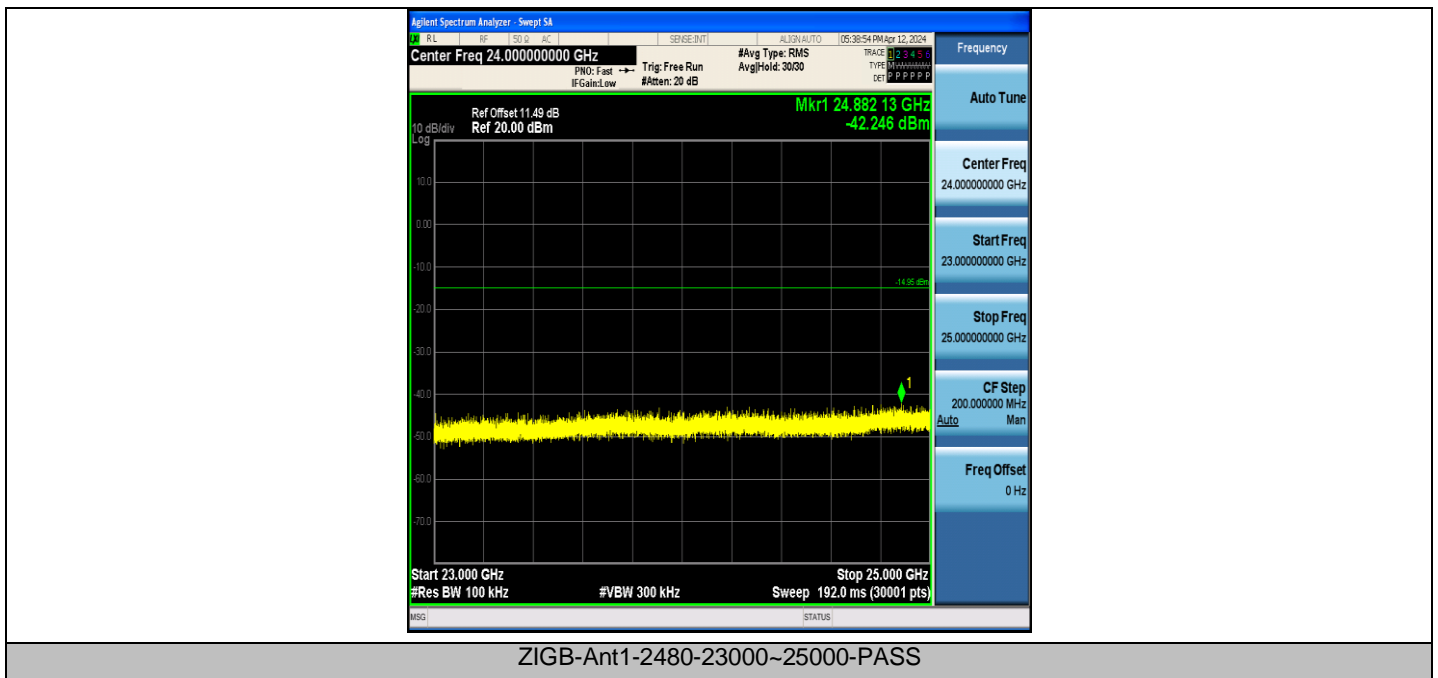 Agilent Spectrum Analyzer - Swept SA
RL RF 50 Ω AC SENSE:INT ALIGNAUTO 05:38:54 PM Apr 12, 2024
Center Freq 24.000000000 GHz
PNO: Fast
IFGain:Low
Trig: Free Run
#Atten: 20 dB
#Avg Type: RMS
Avg|Hold: 30/30
TRACE 1 2 3 4 5 6
TYPE
DET P P P P P P
Mkr1 24.882 13 GHz
-42.246 dBm
Ref Offset 11.49 dB
10 dB/div Ref 20.00 dBm
Log
10.0
0.00
-10.0
-14.95 dBm
-20.0
-30.0
1
-40.0
-50.0
-60.0
-70.0
Start 23.000 GHz Stop 25.000 GHz
#Res BW 100 kHz #VBW 300 kHz Sweep 192.0 ms (30001 pts)
MSG STATUS
Frequency
Auto Tune
Center Freq
24.000000000 GHz
Start Freq
23.000000000 GHz
Stop Freq
25.000000000 GHz
CF Step
200.000000 MHz
Auto Man
Freq Offset
0 Hz
ZIGB-Ant1-2480-23000~25000-PASS